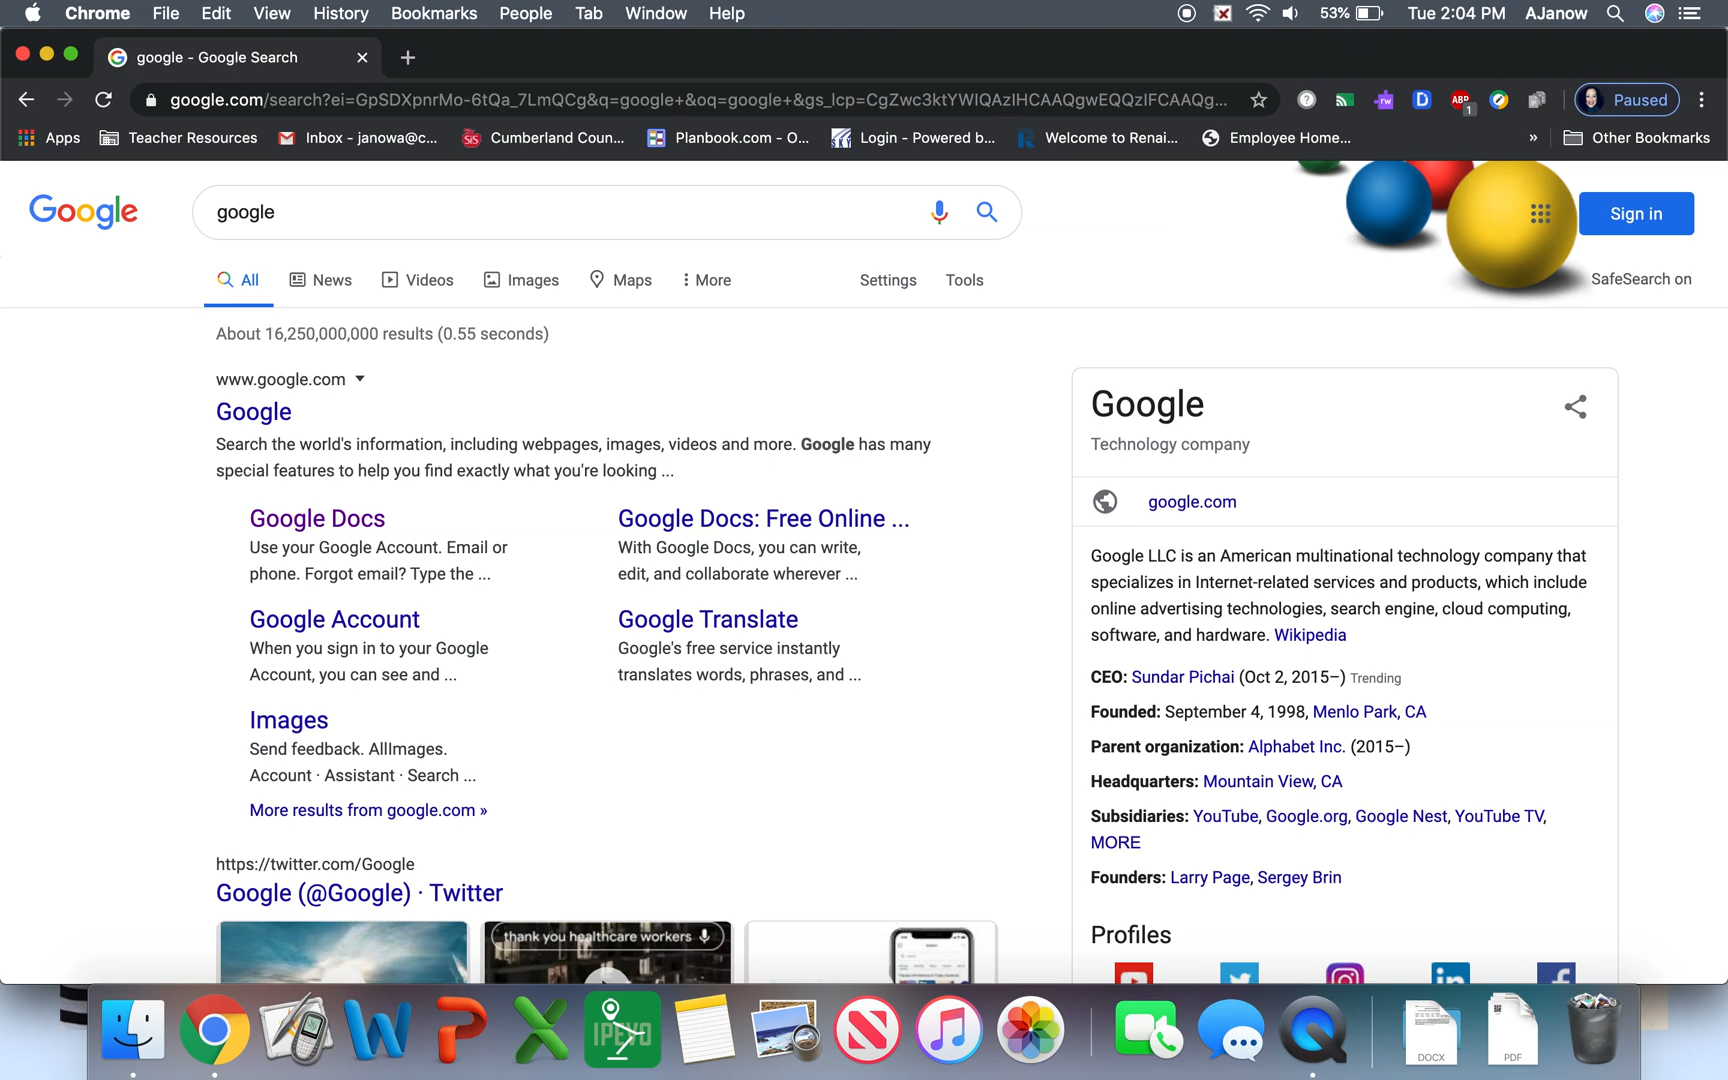 Chrome File Edit View History Bookmarks People Tab Window Help 53% Tue 2:04 PM AJanow
google - Google Search
google.com/search?ei=GpSDXpnrMo-6tQa_7LmQCg&q=google+&oq=google+&gs_lcp=CgZwc3ktYWIQAzIHCAAQgwEQQzIFCAAQg... rw D ABP 1 Paused
Apps Teacher Resources Inbox - janowa@c... SIS Cumberland Coun... Planbook.com - O... SKY Login - Powered b... R Welcome to Renai... Employee Home... » Other Bookmarks
Google google Sign in
All News Videos Images Maps More Settings Tools SafeSearch on
About 16,250,000,000 results (0.55 seconds)
www.google.com
Google
Search the world's information, including webpages, images, videos and more. Google has many
special features to help you find exactly what you're looking ...
Google Docs
Use your Google Account. Email or
phone. Forgot email? Type the ...
Google Docs: Free Online ...
With Google Docs, you can write,
edit, and collaborate wherever ...
Google Account
When you sign in to your Google
Account, you can see and ...
Google Translate
Google's free service instantly
translates words, phrases, and ...
Images
Send feedback. AllImages.
Account · Assistant · Search ...
More results from google.com »
https://twitter.com/Google
Google (@Google) · Twitter
thank you healthcare workers
Google
Technology company
google.com
Google LLC is an American multinational technology company that
specializes in Internet-related services and products, which include
online advertising technologies, search engine, cloud computing,
software, and hardware. Wikipedia
CEO: Sundar Pichai (Oct 2, 2015–) Trending
Founded: September 4, 1998, Menlo Park, CA
Parent organization: Alphabet Inc. (2015–)
Headquarters: Mountain View, CA
Subsidiaries: YouTube, Google.org, Google Nest, YouTube TV,
MORE
Founders: Larry Page, Sergey Brin
Profiles
in f
W P X IPEVO N DOCX PDF